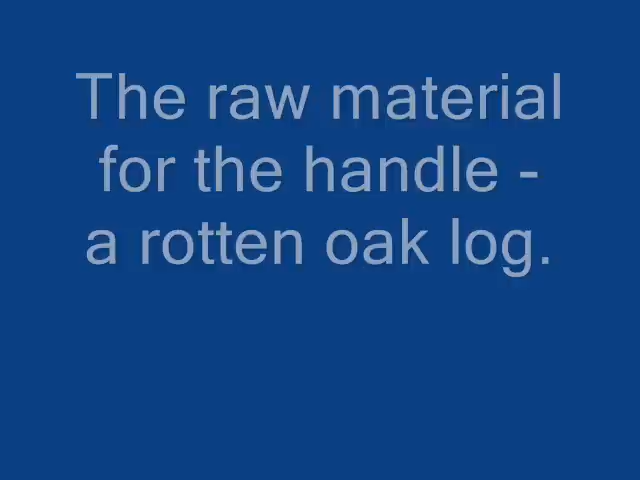 The raw material
for the handle -
a rotten oak log.